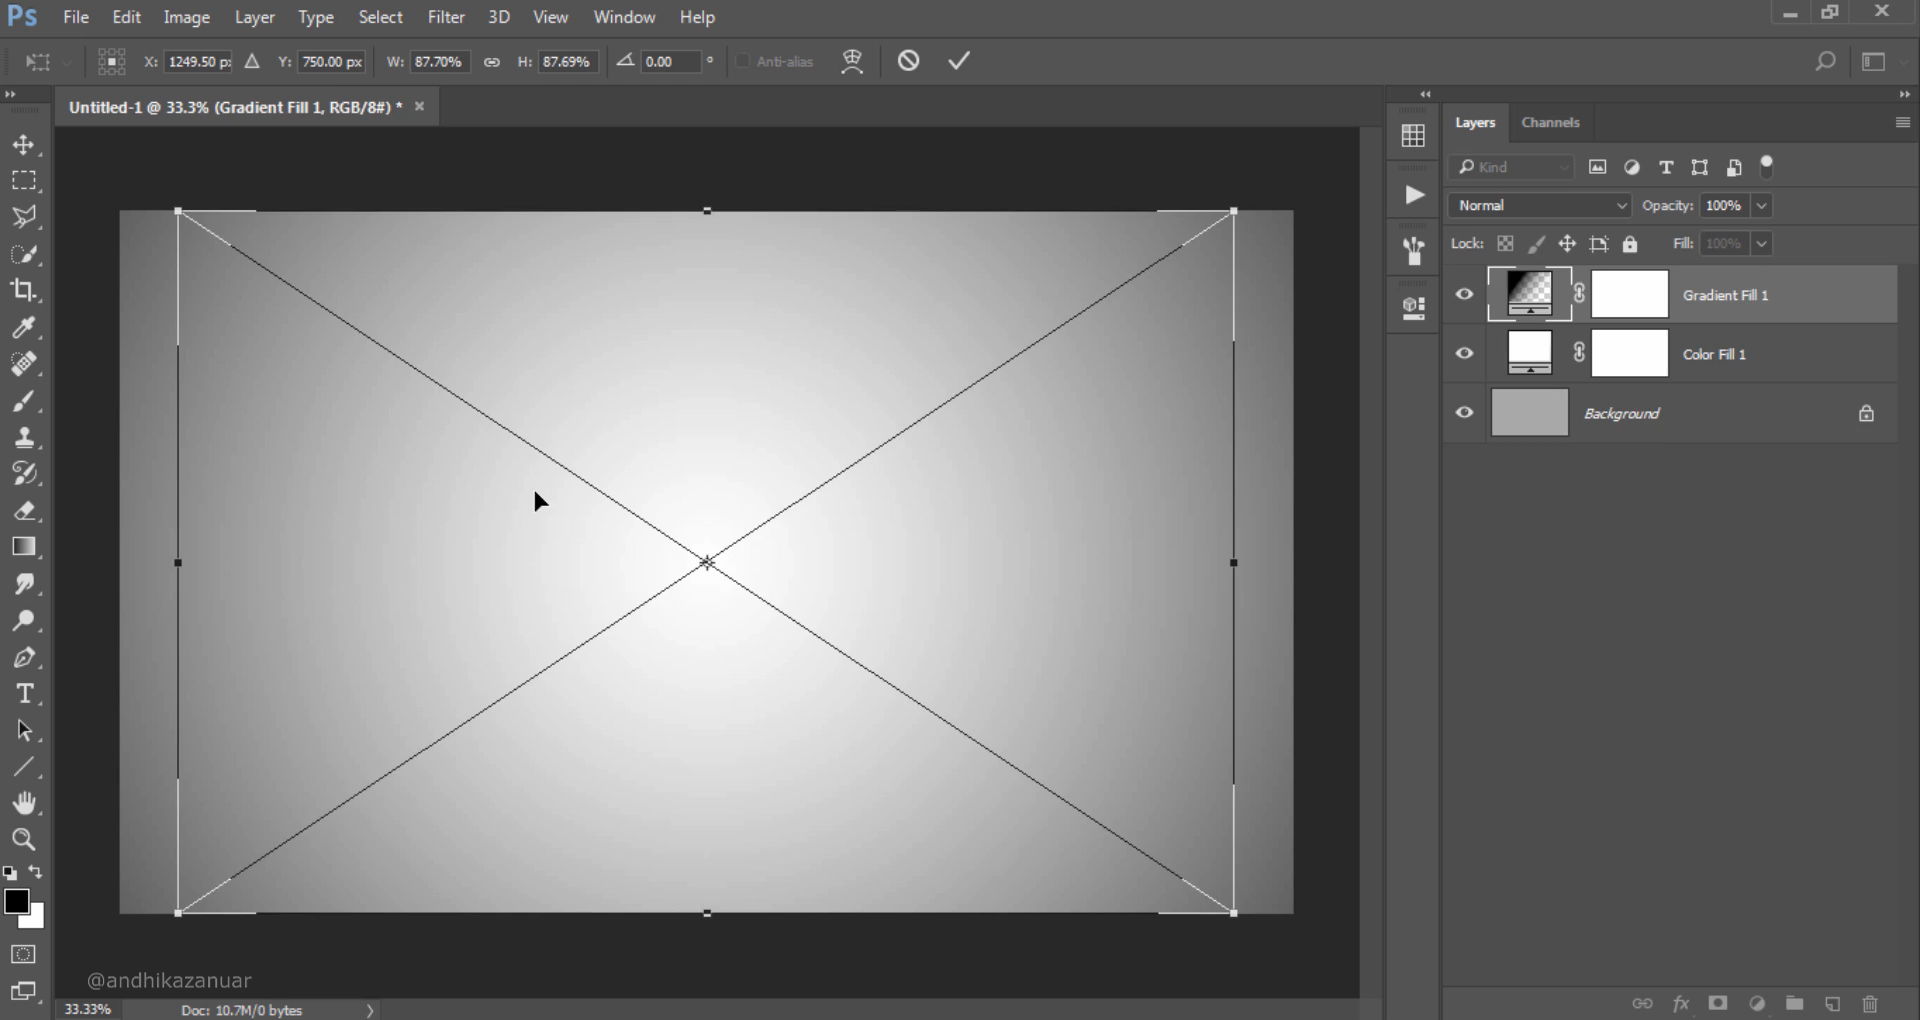 Ps File Edit Image Layer Type Select Filter 3D View Window Help
X: 1249.50 p Y: 750.00 px W: 87.70% H: 87.69% 0.00 ° Anti-alias
Untitled-1 @ 33.3% (Gradient Fill 1, RGB/8#) * ×
Layers Channels
Kind
Normal Opacity: 100%
Lock: Fill: 100%
Gradient Fill 1
Color Fill 1
Background
@andhikazanuar
33.33% Doc: 10.7M/0 bytes